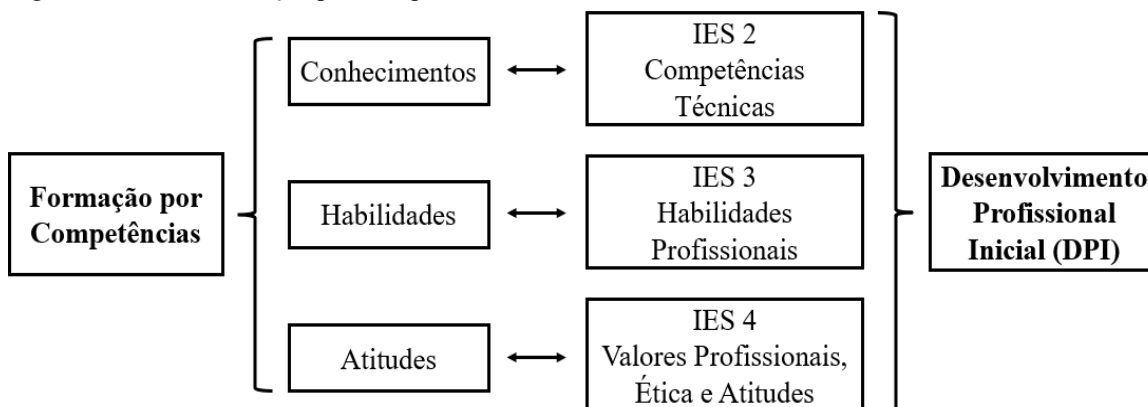 Formação por
Competências
Conhecimentos
Habilidades
Atitudes
IES 2
Competências
Técnicas
IES 3
Habilidades
Profissionais
IES 4
Valores Profissionais,
Ética e Atitudes
Desenvolvimento
Profissional
Inicial (DPI)